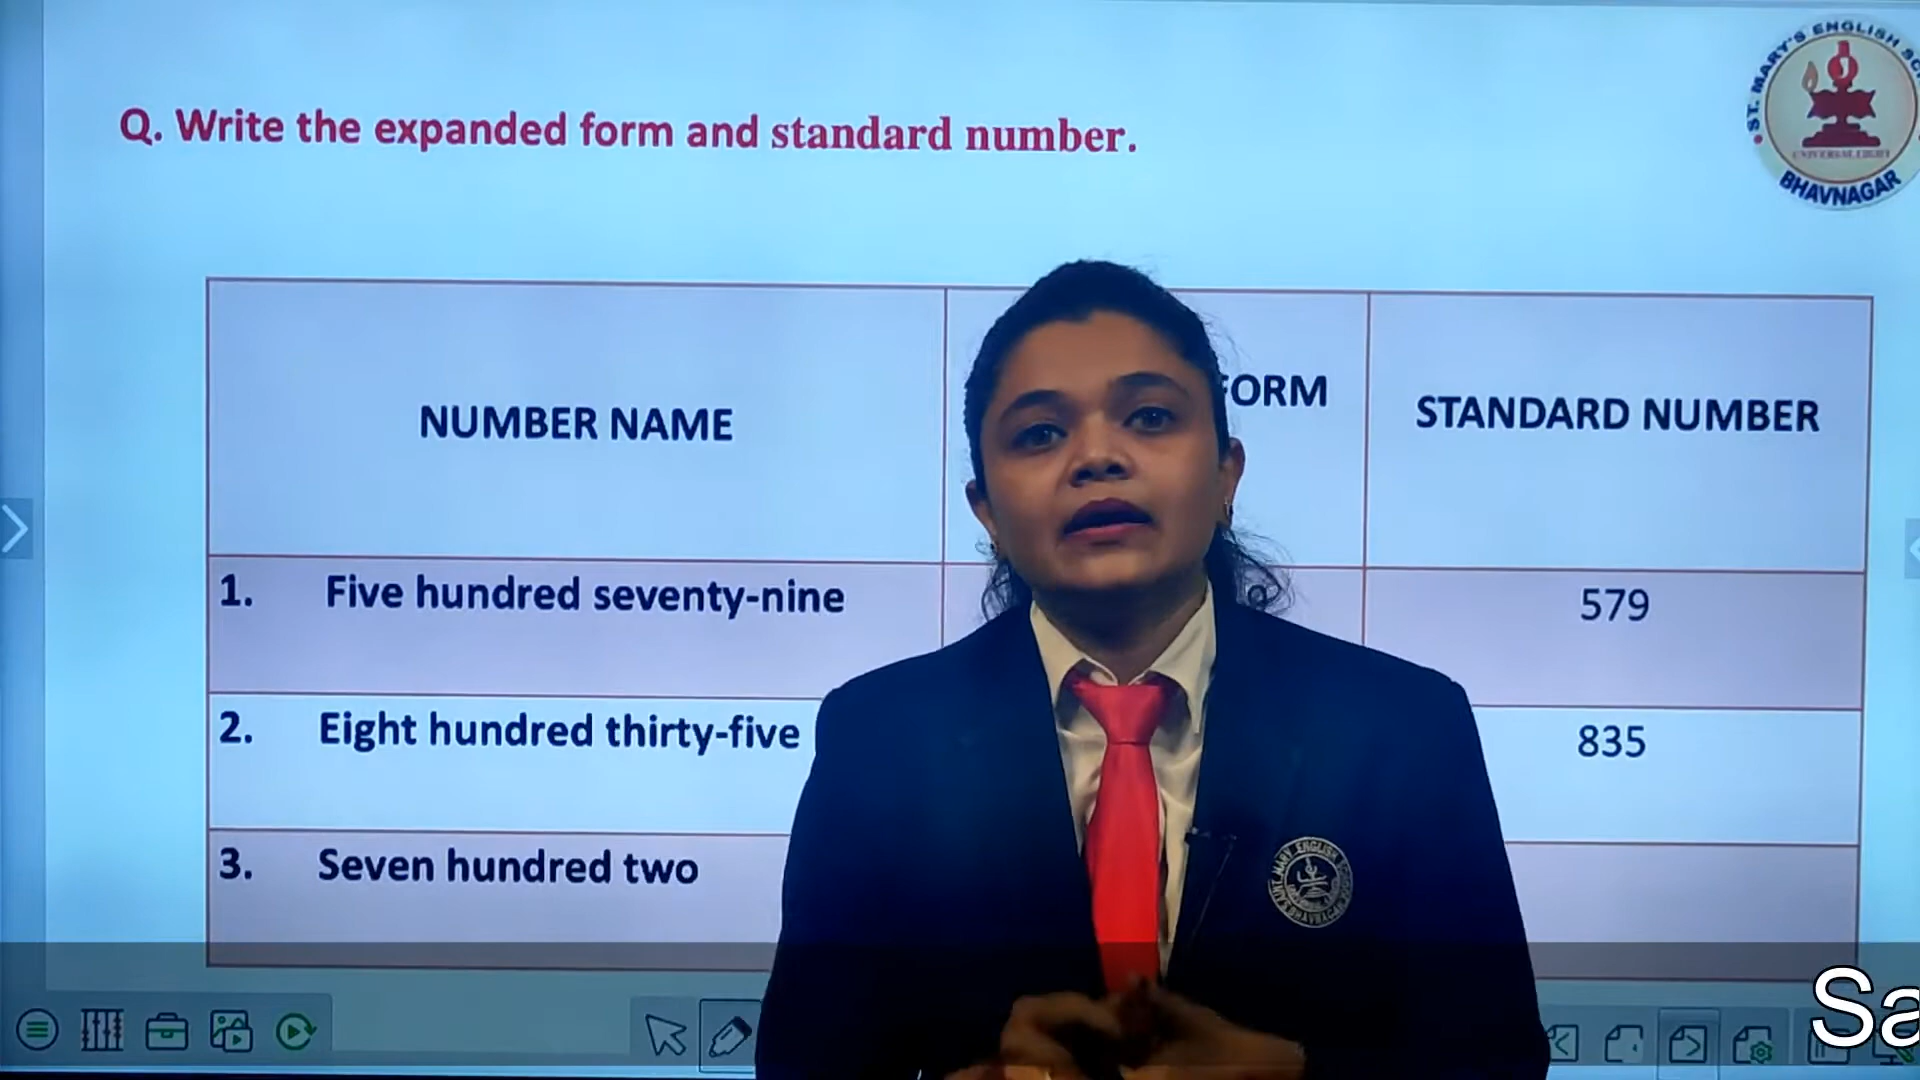 Q. Write the expanded form and standard number.
ST. MARY'S ENGLISH
BHAVNAGAR
NUMBER NAME
FORM
STANDARD NUMBER
1. Five hundred seventy-nine
9
579
2. Eight hundred thirty-five
835
3. Seven hundred two
Sa